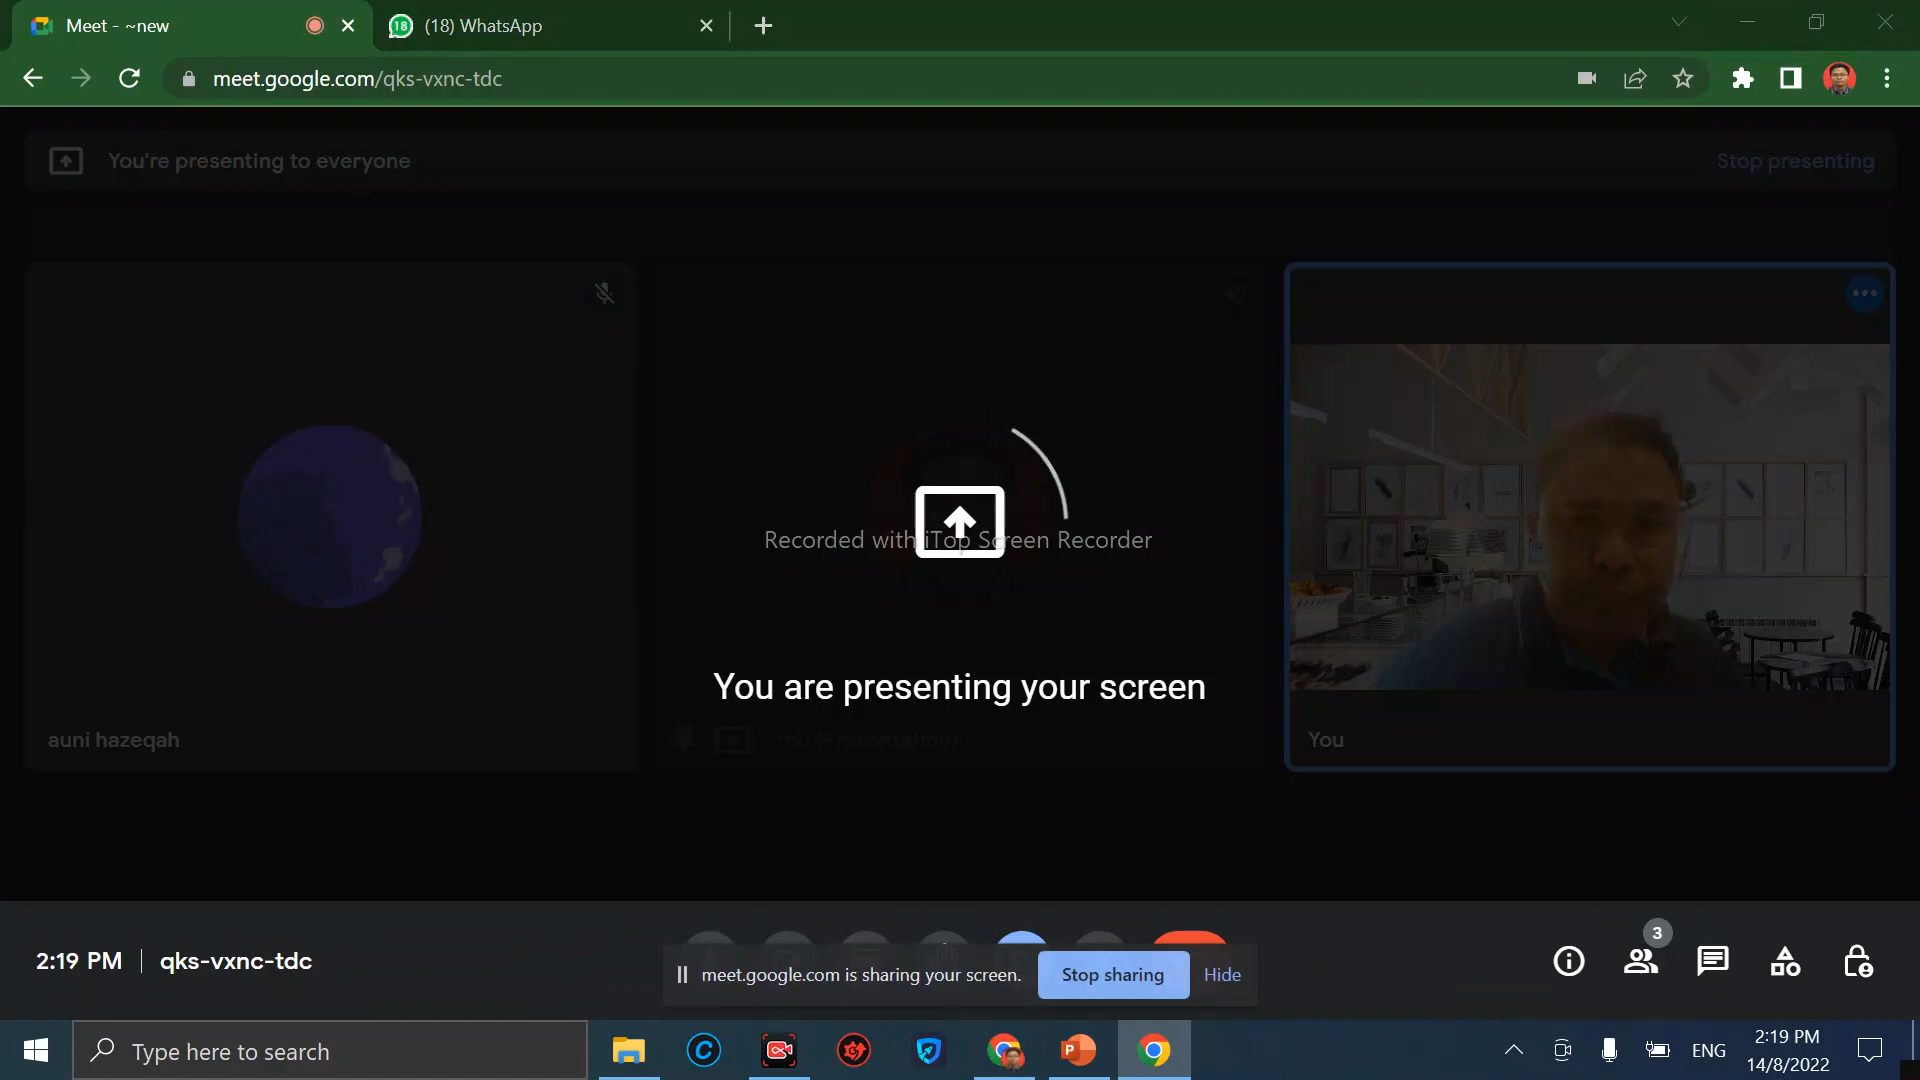 Meet - ~new
(18) WhatsApp
18
meet.google.com/qks-vxnc-tdc
You're presenting to everyone
Stop presenting
Recorded with iTop Screen Recorder
You are presenting your screen
auni hazeqah
You
2:19 PM
qks-vxnc-tdc
meet.google.com is sharing your screen.
Stop sharing
Hide
3
Type here to search
ENG
2:19 PM
14/8/2022